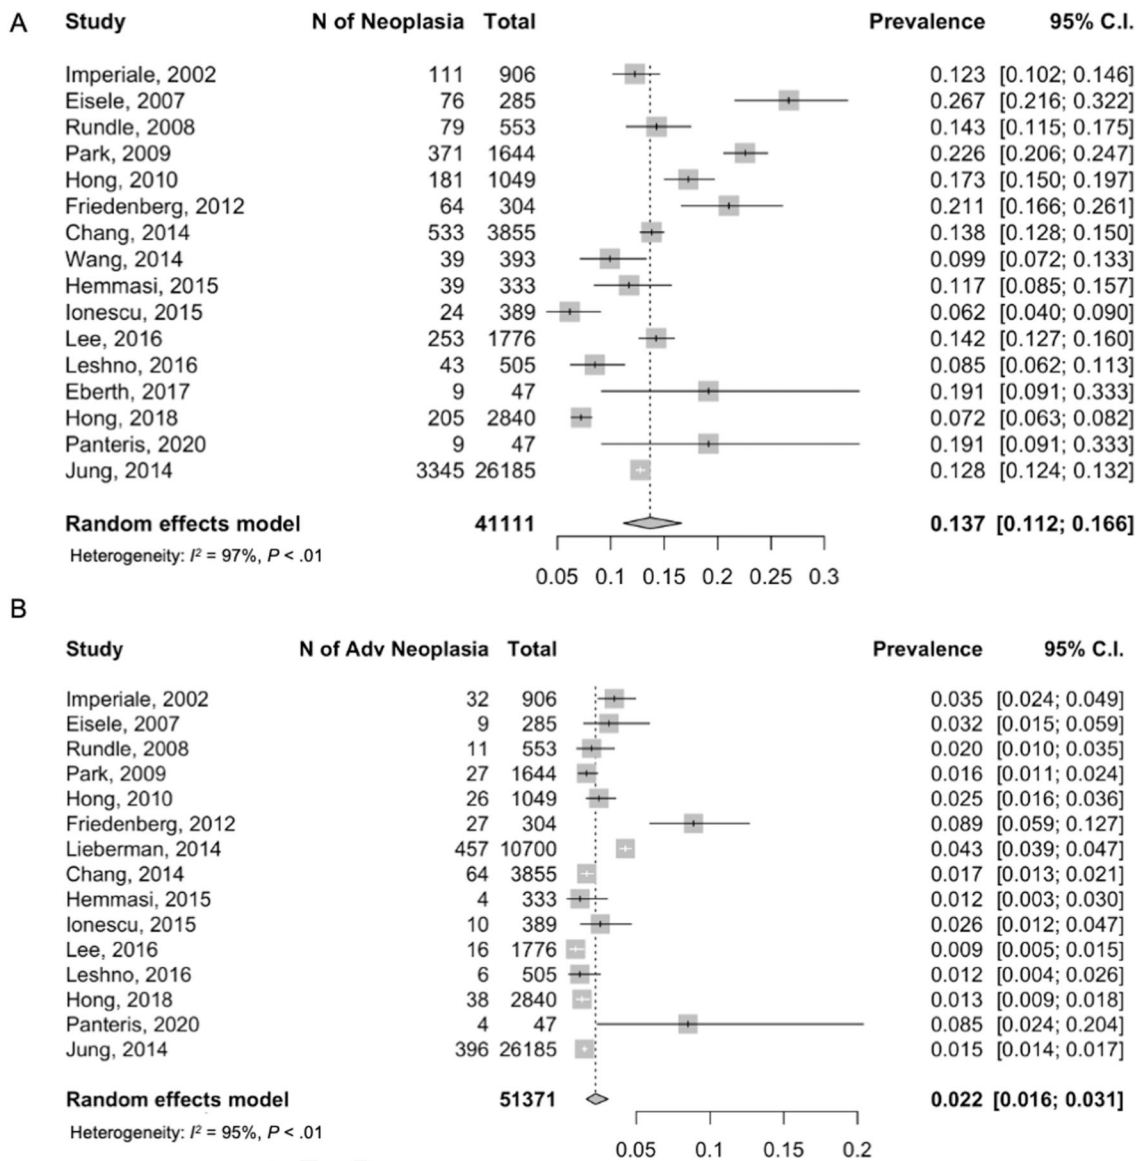 A
Study N of Neoplasia Total Prevalence 95% C.I.
Imperiale, 2002 111 906 0.123 [0.102; 0.146]
Eisele, 2007 76 285 0.267 [0.216; 0.322]
Rundle, 2008 79 553 0.143 [0.115; 0.175]
Park, 2009 371 1644 0.226 [0.206; 0.247]
Hong, 2010 181 1049 0.173 [0.150; 0.197]
Friedenberg, 2012 64 304 0.211 [0.166; 0.261]
Chang, 2014 533 3855 0.138 [0.128; 0.150]
Wang, 2014 39 393 0.099 [0.072; 0.133]
Hemmasi, 2015 39 333 0.117 [0.085; 0.157]
Ionescu, 2015 24 389 0.062 [0.040; 0.090]
Lee, 2016 253 1776 0.142 [0.127; 0.160]
Leshno, 2016 43 505 0.085 [0.062; 0.113]
Eberth, 2017 9 47 0.191 [0.091; 0.333]
Hong, 2018 205 2840 0.072 [0.063; 0.082]
Panteris, 2020 9 47 0.191 [0.091; 0.333]
Jung, 2014 3345 26185 0.128 [0.124; 0.132]
Random effects model 41111 0.137 [0.112; 0.166]
Heterogeneity: I² = 97%, P < .01
0.05 0.1 0.15 0.2 0.25 0.3
B
Study N of Adv Neoplasia Total Prevalence 95% C.I.
Imperiale, 2002 32 906 0.035 [0.024; 0.049]
Eisele, 2007 9 285 0.032 [0.015; 0.059]
Rundle, 2008 11 553 0.020 [0.010; 0.035]
Park, 2009 27 1644 0.016 [0.011; 0.024]
Hong, 2010 26 1049 0.025 [0.016; 0.036]
Friedenberg, 2012 27 304 0.089 [0.059; 0.127]
Lieberman, 2014 457 10700 0.043 [0.039; 0.047]
Chang, 2014 64 3855 0.017 [0.013; 0.021]
Hemmasi, 2015 4 333 0.012 [0.003; 0.030]
Ionescu, 2015 10 389 0.026 [0.012; 0.047]
Lee, 2016 16 1776 0.009 [0.005; 0.015]
Leshno, 2016 6 505 0.012 [0.004; 0.026]
Hong, 2018 38 2840 0.013 [0.009; 0.018]
Panteris, 2020 4 47 0.085 [0.024; 0.204]
Jung, 2014 396 26185 0.015 [0.014; 0.017]
Random effects model 51371 0.022 [0.016; 0.031]
Heterogeneity: I² = 95%, P < .01
0.05 0.1 0.15 0.2